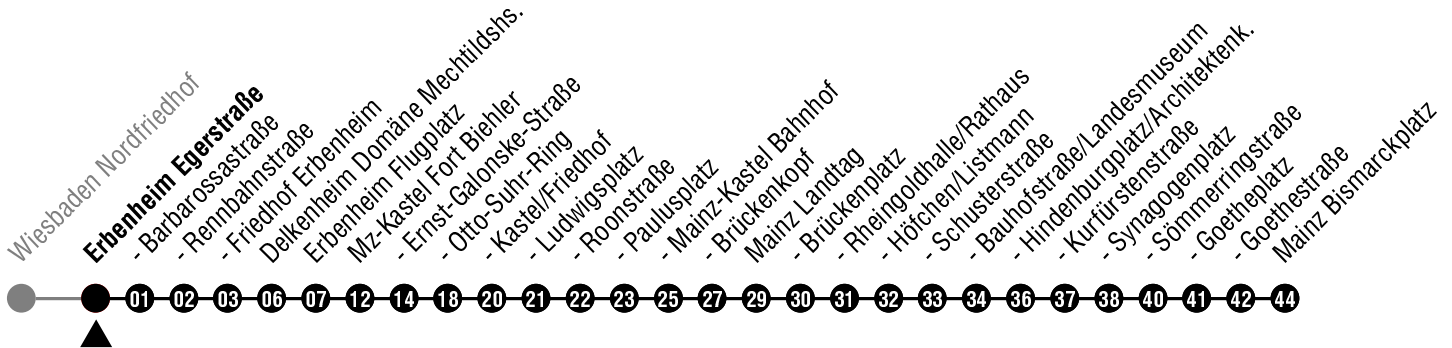 Wiesbaden Nordfriedhof
Erbenheim Egerstraße
- Barbarossastraße
- Rennbahnstraße
- Friedhof Erbenheim
Delkenheim Domäne Mechtildshs.
Erbenheim Flugplatz
Mz-Kastel Fort Biehler
- Ernst-Galonske-Straße
- Otto-Suhr-Ring
- Kastel/Friedhof
- Ludwigsplatz
- Roonstraße
- Paulusplatz
- Mainz-Kastel Bahnhof
- Brückenkopf
Mainz Landtag
- Brückenplatz
- Rheingoldhalle/Rathaus
- Höfchen/Listmann
- Schusterstraße
- Bauhofstraße/Landesmuseum
- Hindenburgplatz/Architektenk.
- Kurfürstenstraße
- Synagogenplatz
- Sömmerringstraße
- Goetheplatz
- Goethestraße
Mainz Bismarckplatz
01 02 03 06 07 12 14 18 20 21 22 23 25 27 29 30 31 32 33 34 36 37 38 40 41 42 44